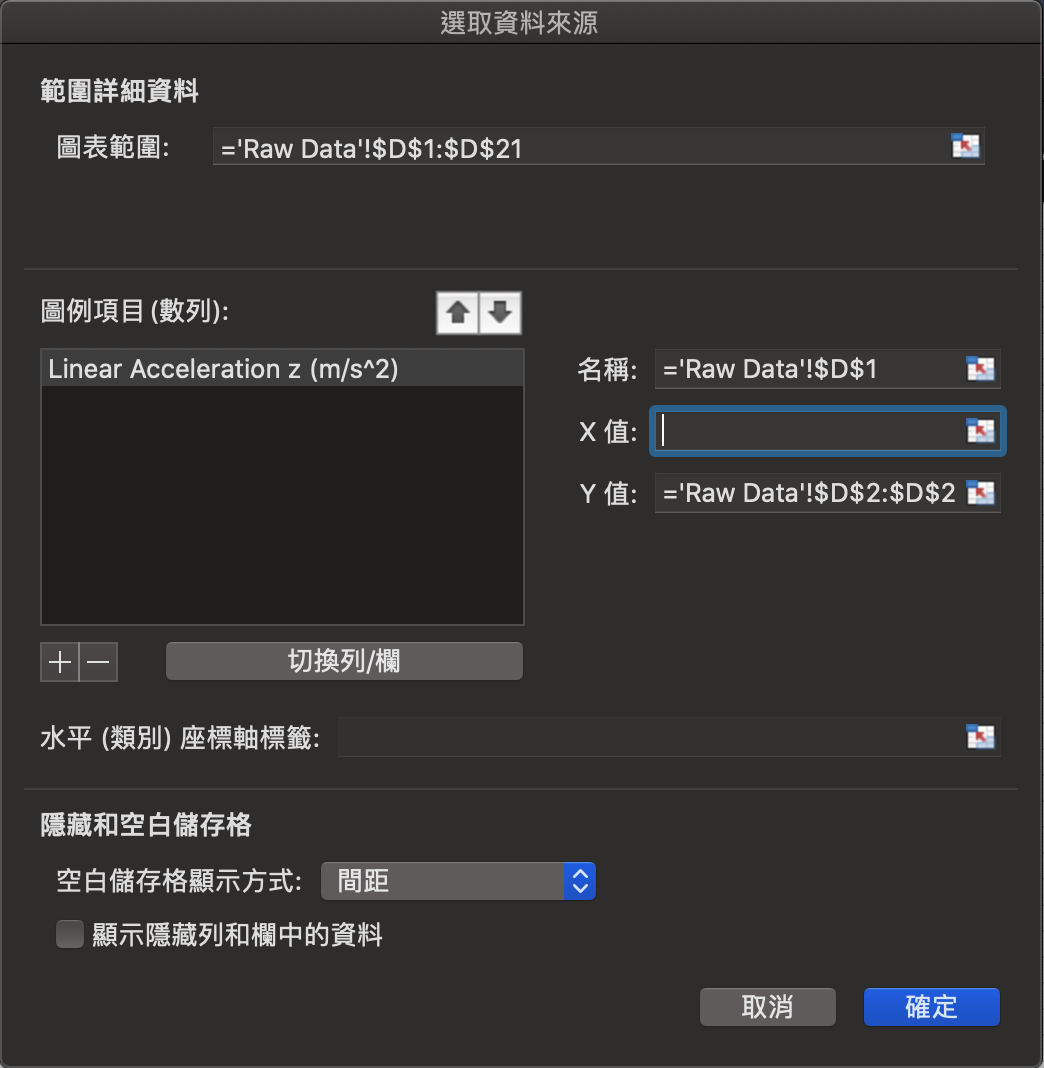 選取資料來源
範圍詳細資料
圖表範圍: ='Raw Data'!$D$1:$D$21
圖例項目 (數列):
Linear Acceleration z (m/s^2)
名稱: ='Raw Data'!$D$1
X 值:
Y 值: ='Raw Data'!$D$2:$D$2
切換列/欄
水平 (類別) 座標軸標籤:
隱藏和空白儲存格
空白儲存格顯示方式: 間距
顯示隱藏列和欄中的資料
取消 確定